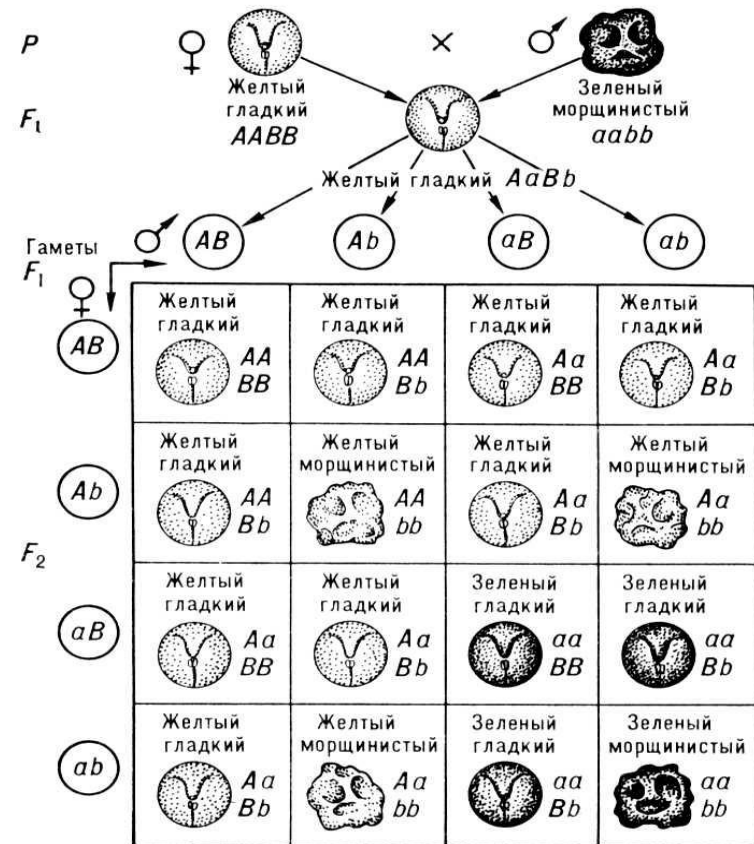 P ♀ × ♂
Желтый Зеленый
гладкий морщинистый
AABB aabb
F₁
Желтый гладкий AaBb
Гаметы ♂ AB Ab aB ab
F₁
♀
Желтый Желтый Желтый Желтый
гладкий гладкий гладкий гладкий
AB AA AA Aa Aa
BB Bb BB Bb
Желтый Желтый Желтый Желтый
гладкий морщинистый гладкий морщинистый
Ab AA AA Aa Aa
Bb bb Bb bb
F₂
Желтый Желтый Зеленый Зеленый
гладкий гладкий гладкий гладкий
aB Aa Aa aa aa
BB Bb BB Bb
Желтый Желтый Зеленый Зеленый
гладкий морщинистый гладкий морщинистый
ab Aa Aa aa aa
Bb bb Bb bb